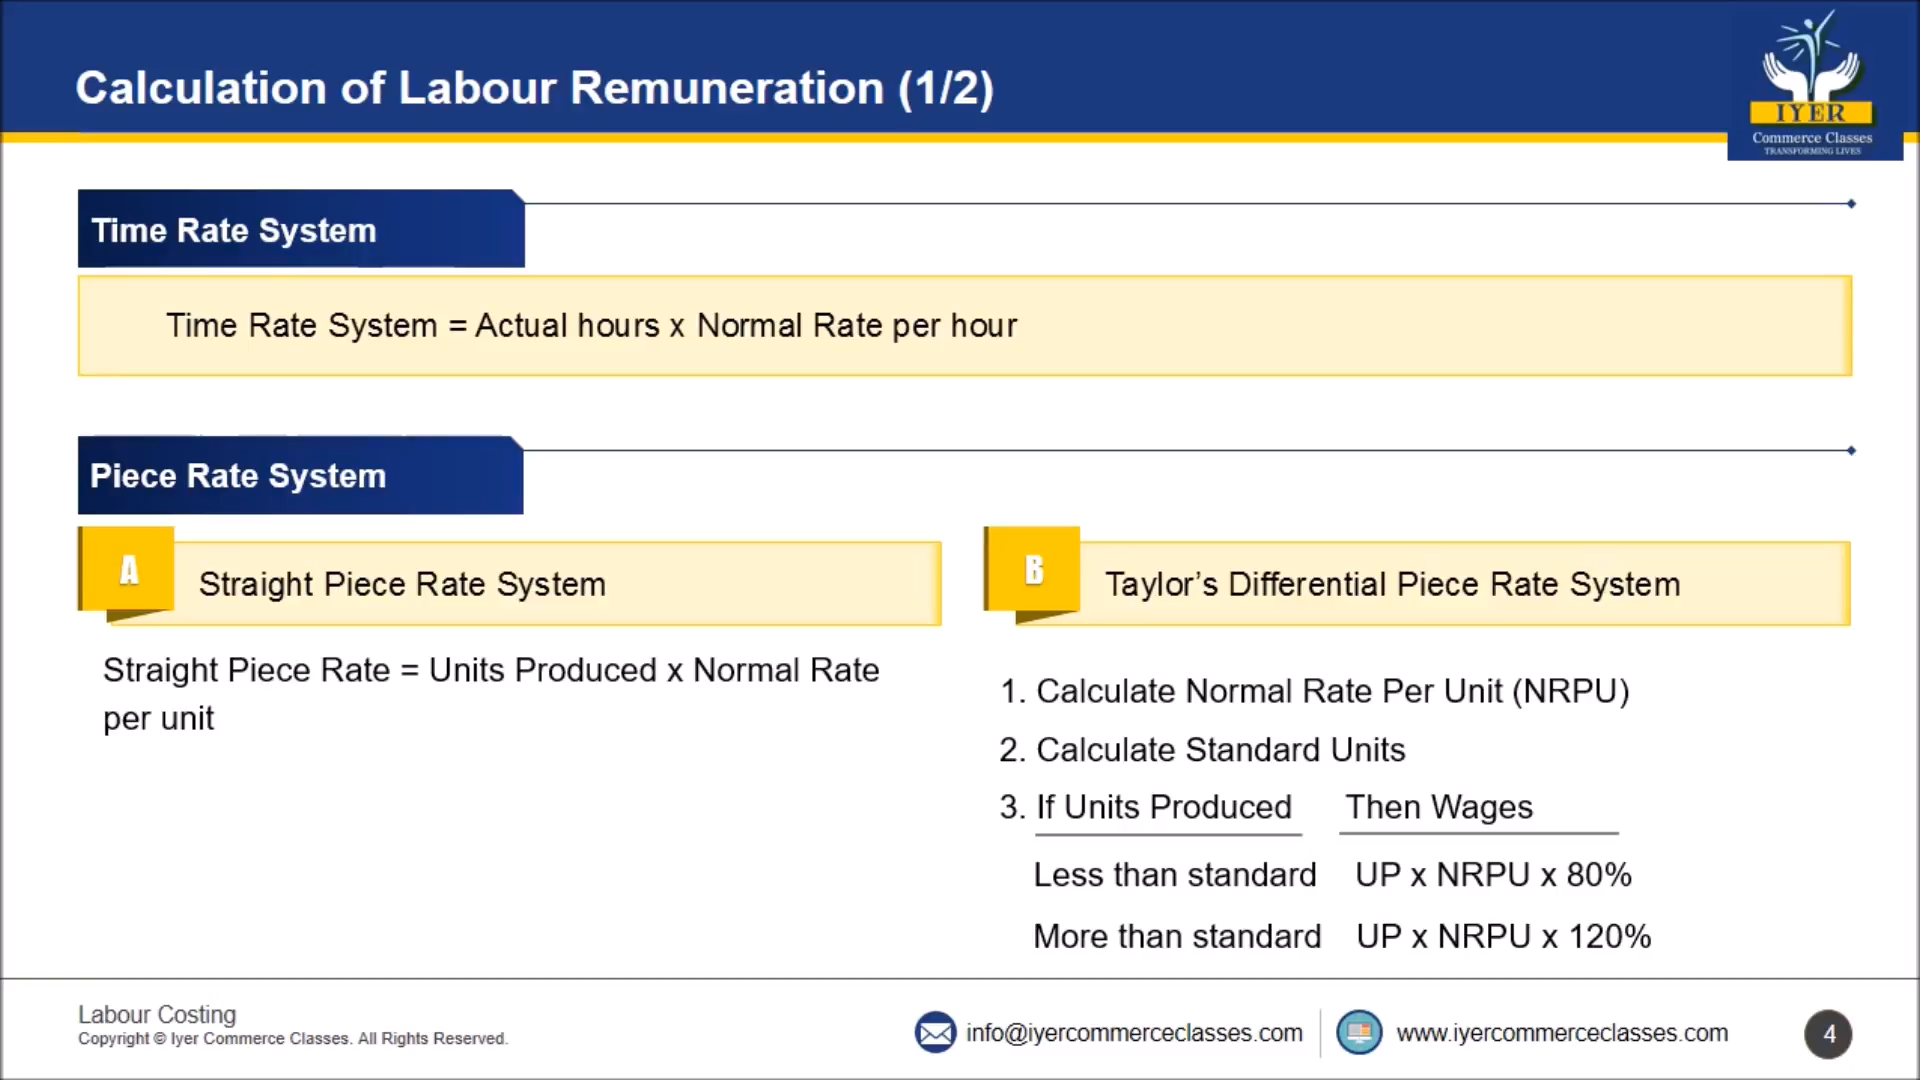 Calculation of Labour Remuneration (1/2)
IYER
Commerce Classes
TRANSFORMING LIVES
Time Rate System
Time Rate System = Actual hours x Normal Rate per hour
Piece Rate System
A
Straight Piece Rate System
Straight Piece Rate = Units Produced x Normal Rate
per unit
B
Taylor’s Differential Piece Rate System
1. Calculate Normal Rate Per Unit (NRPU)
2. Calculate Standard Units
3. If Units Produced Then Wages
Less than standard UP x NRPU x 80%
More than standard UP x NRPU x 120%
Labour Costing
Copyright © Iyer Commerce Classes. All Rights Reserved.
info@iyercommerceclasses.com
www.iyercommerceclasses.com
4